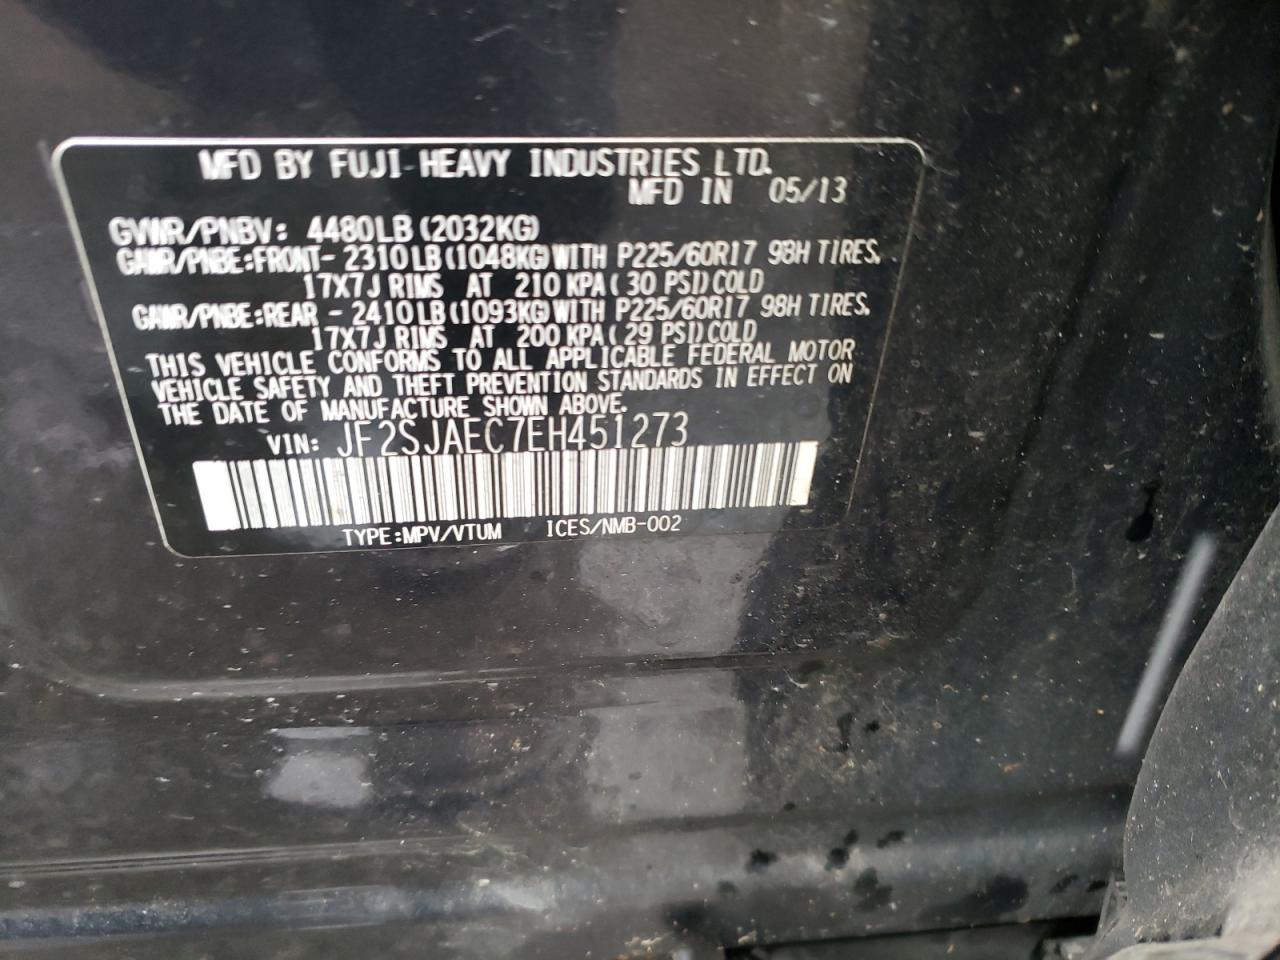 MFD BY FUJI HEAVY INDUSTRIES LTD.
MFD IN 05/13
GVWR/PNBV: 4480LB (2032KG)
GAWR/PNBE:FRONT- 2310LB (1048KG) WITH P225/60R17 98H TIRES,
17X7J RIMS AT 210 KPA ( 30 PSI) COLD
GAWR/PNBE:REAR - 2410LB (1093KG) WITH P225/60R17 98H TIRES,
17X7J RIMS AT 200 KPA ( 29 PSI) COLD
THIS VEHICLE CONFORMS TO ALL APPLICABLE FEDERAL MOTOR
VEHICLE SAFETY AND THEFT PREVENTION STANDARDS IN EFFECT ON
THE DATE OF MANUFACTURE SHOWN ABOVE.
VIN: JF2SJAEC7EH451273
TYPE:MPV/VTUM ICES/NMB-002